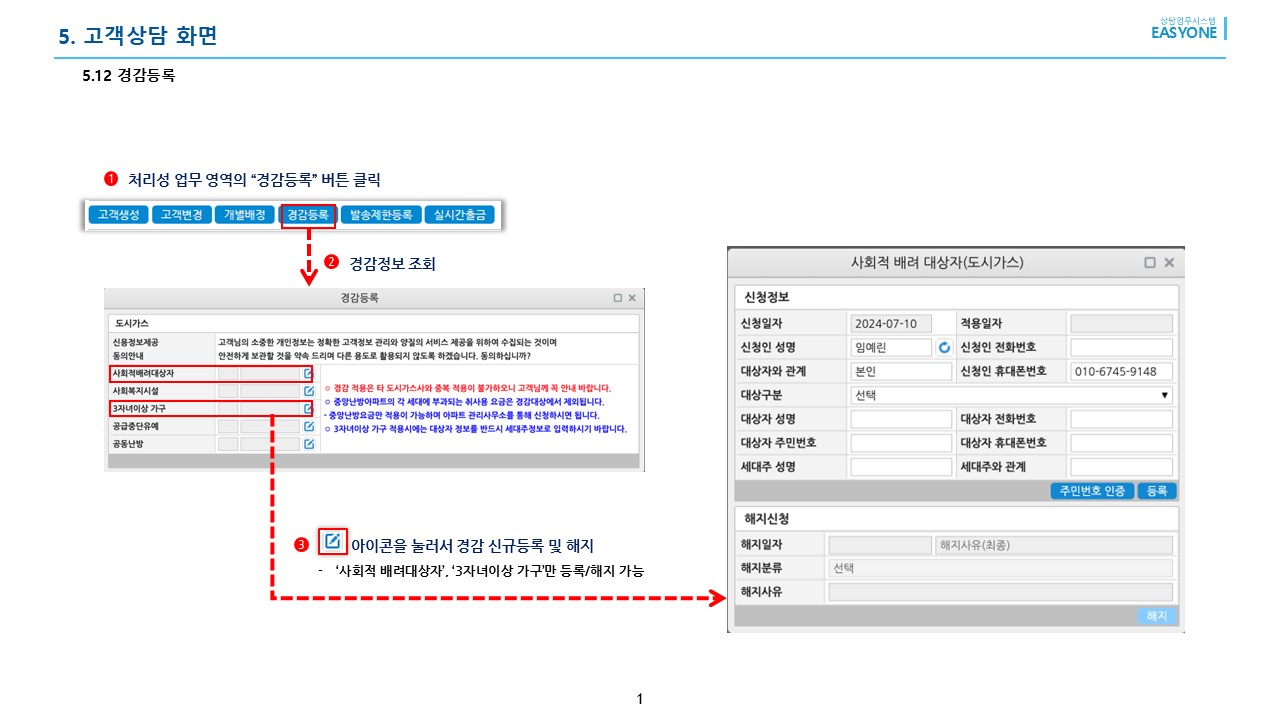 5. 고객상담 화면
상담업무시스템
EASYONE
5.12 경감등록
1 처리성 업무 영역의 “경감등록” 버튼 클릭
고객생성 고객변경 개별배정 경감등록 발송제한등록 실시간출금
2 경감정보 조회
경감등록
도시가스
신용정보제공
동의안내
고객님의 소중한 개인정보는 정확한 고객정보 관리와 양질의 서비스 제공을 위하여 수집되는 것이며
안전하게 보관할 것을 약속 드리며 다른 용도로 활용되지 않도록 하겠습니다. 동의하십니까?
사회적배려대상자
사회복지시설
3자녀이상 가구
공급중단유예
공동난방
○ 경감 적용은 타 도시가스사와 중복 적용이 불가하오니 고객님께 꼭 안내 바랍니다.
○ 중앙난방아파트의 각 세대에 부과되는 취사용 요금은 경감대상에서 제외됩니다.
- 중앙난방요금만 적용이 가능하며 아파트 관리사무소를 통해 신청하시면 됩니다.
○ 3자녀이상 가구 적용시에는 대상자 정보를 반드시 세대주정보로 입력하시기 바랍니다.
3 아이콘을 눌러서 경감 신규등록 및 해지
- ‘사회적 배려대상자’, ‘3자녀이상 가구’만 등록/해지 가능
사회적 배려 대상자(도시가스)
신청정보
신청일자 2024-07-10 적용일자
신청인 성명 임예린 신청인 전화번호
대상자와 관계 본인 신청인 휴대폰번호 010-6745-9148
대상구분 선택
대상자 성명 대상자 전화번호
대상자 주민번호 대상자 휴대폰번호
세대주 성명 세대주와 관계
주민번호 인증 등록
해지신청
해지일자 해지사유(최종)
해지분류 선택
해지사유
해지
1